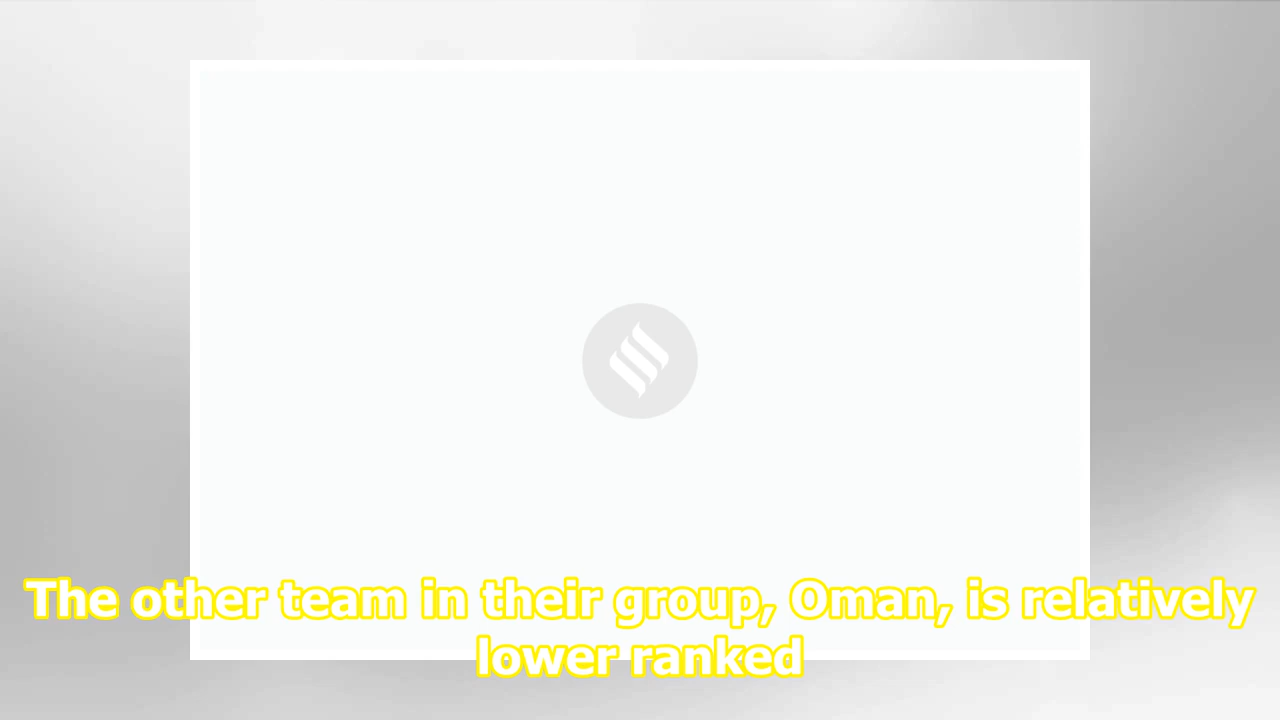 The other team in their group, Oman, is relatively
lower ranked